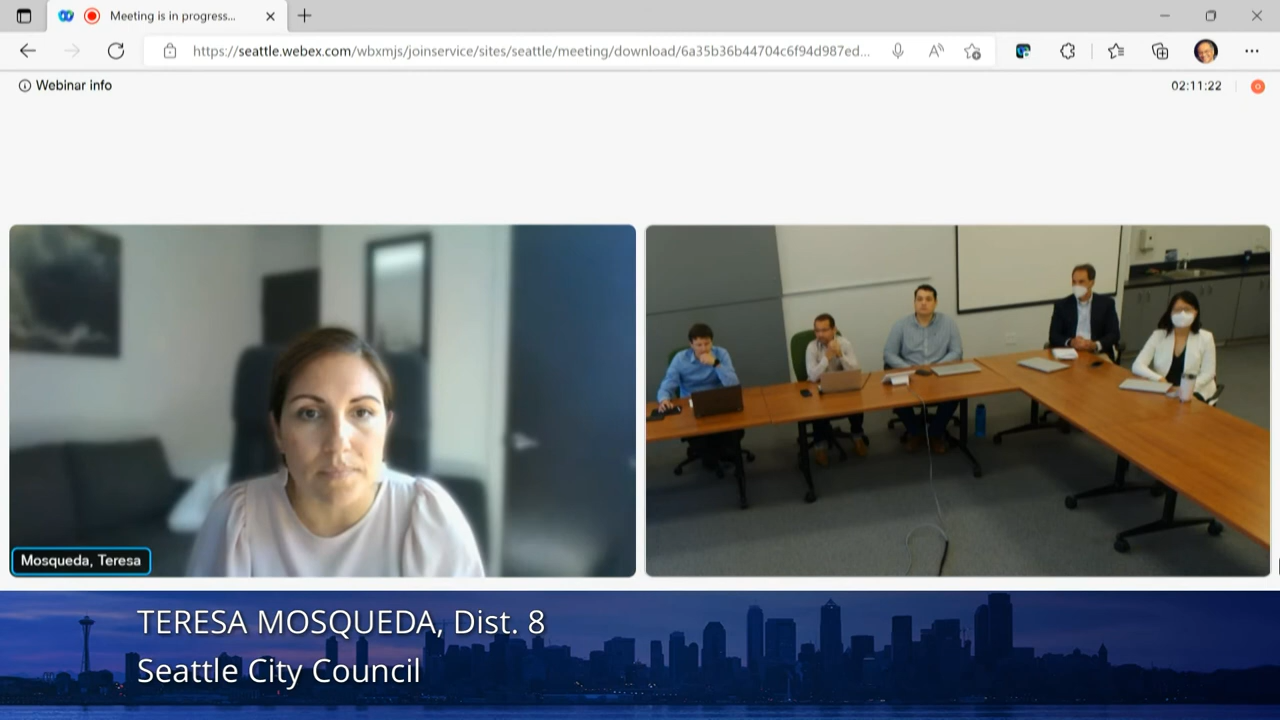 Meeting is in progress...
https://seattle.webex.com/wbxmjs/joinservice/sites/seattle/meeting/download/6a35b36b44704c6f94d987ed...
Webinar info
02:11:22
Mosqueda, Teresa
TERESA MOSQUEDA, Dist. 8
Seattle City Council